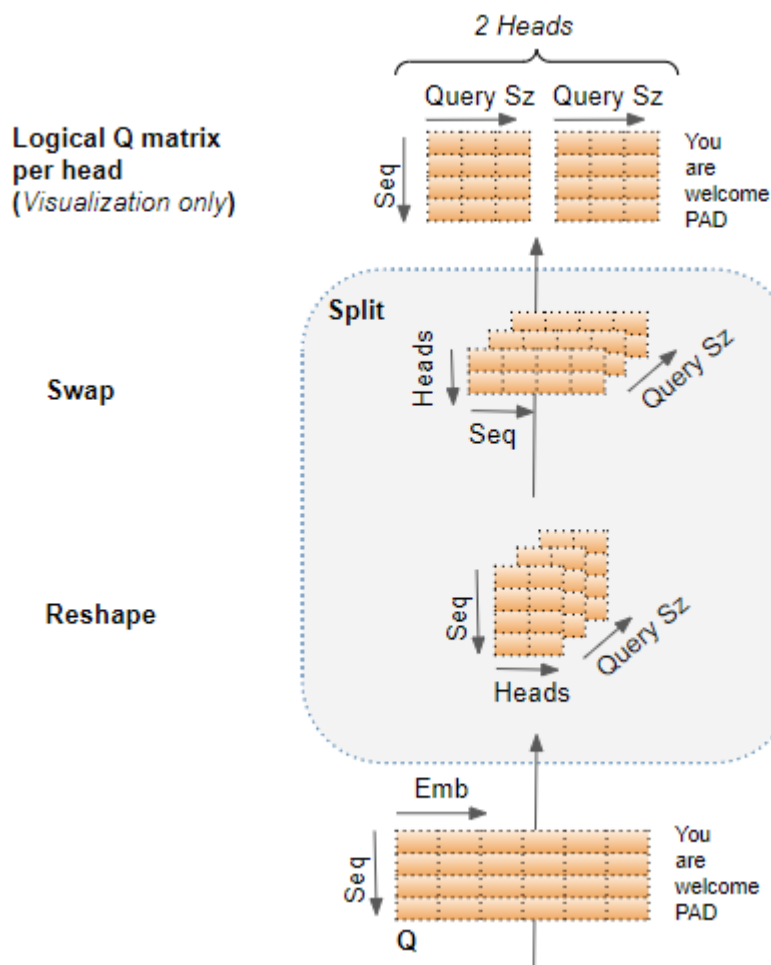 2 Heads
Query Sz
Query Sz
Logical Q matrix
per head
(Visualization only)
Seq
You
are
welcome
PAD
Split
Swap
Heads
Query Sz
Seq
Reshape
Seq
Query Sz
Heads
Emb
Seq
You
are
welcome
PAD
Q